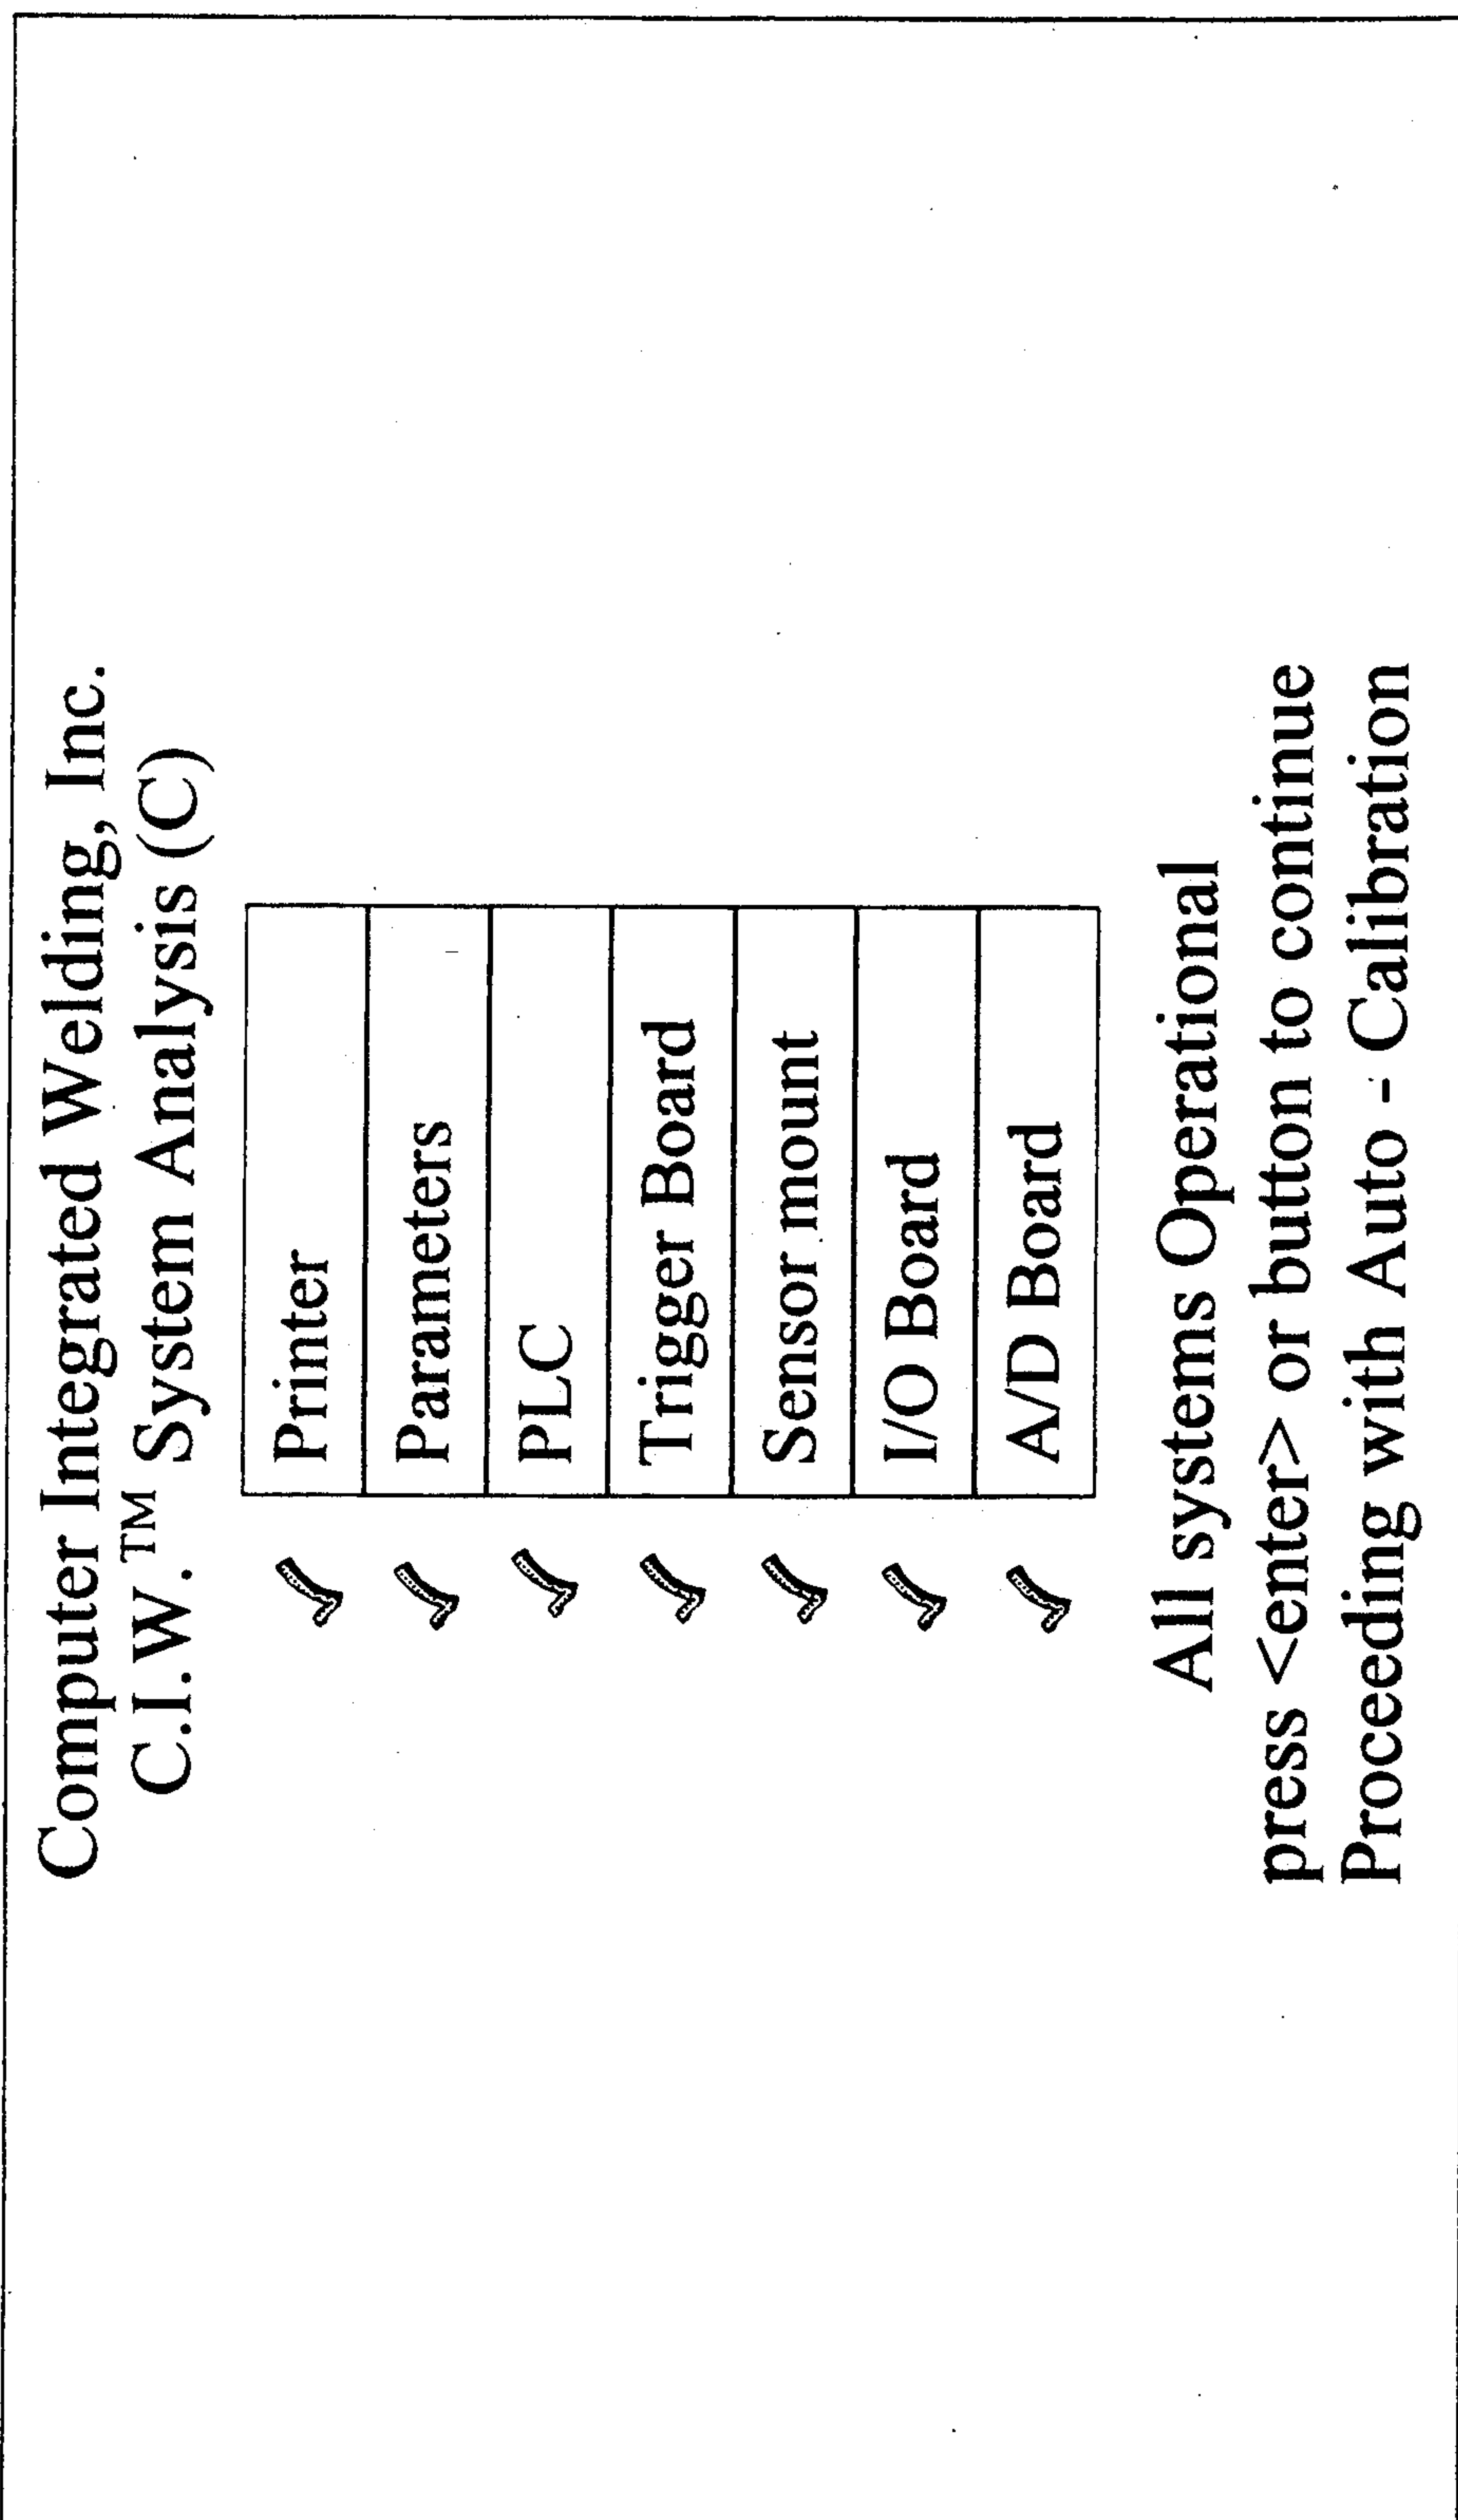 Computer Integrated Welding, Inc.
C.I.W.™ System Analysis (C)
✓ Printer
✓ Parameters
✓ PLC
✓ Trigger Board
✓ Sensor mount
✓ I/O Board
✓ A/D Board
All systems Operational
press <enter> or button to continue
Proceeding with Auto - Calibration